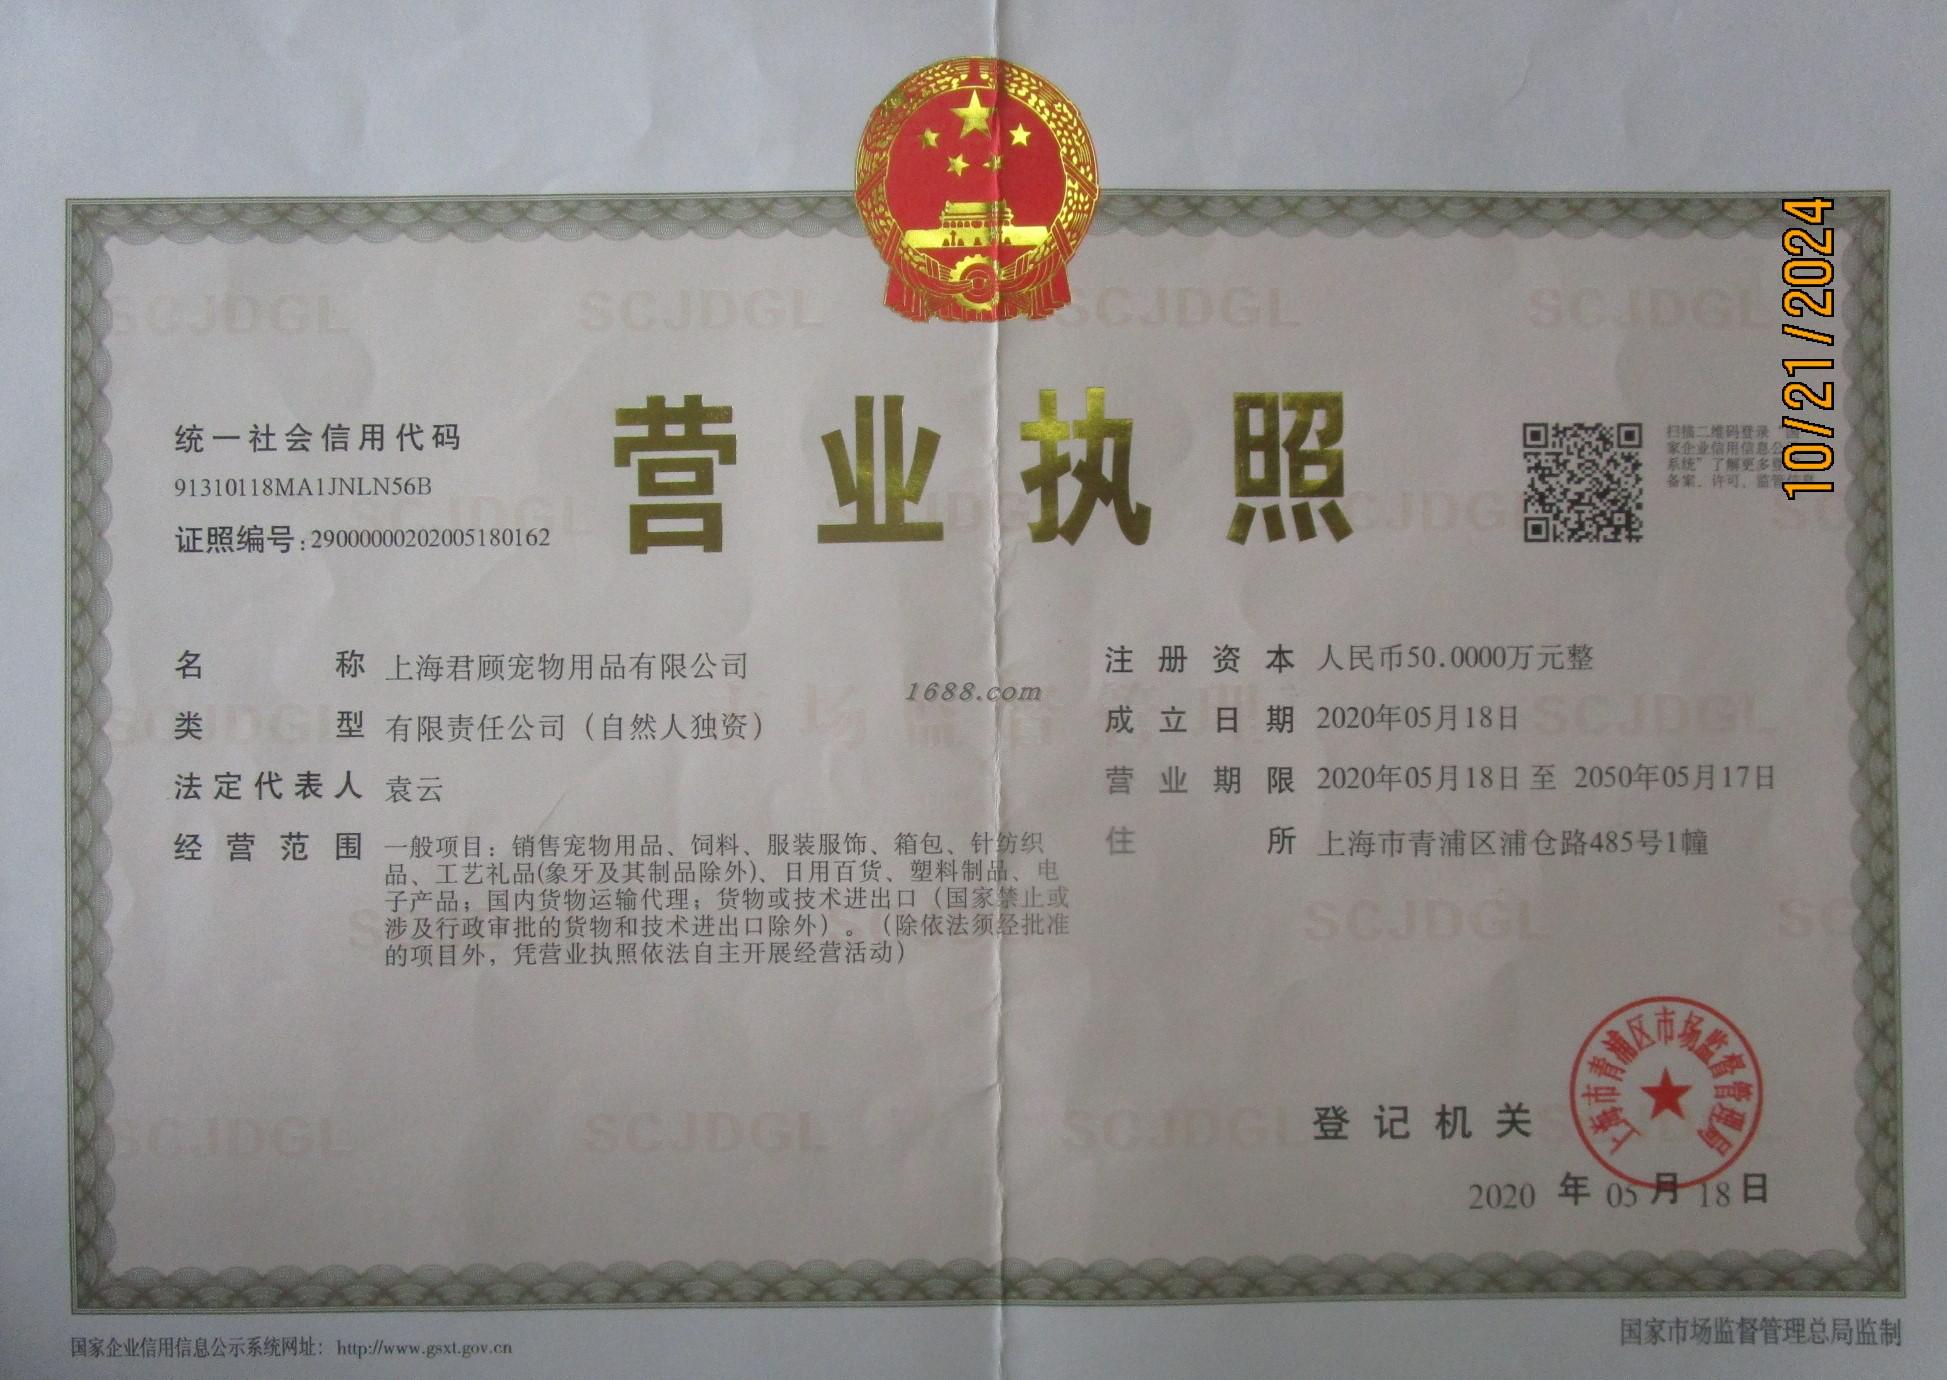 统一社会信用代码
91310118MA1JNLN56B
证照编号:29000000202005180162
营业执照
扫描二维码登录"国
家企业信用信息公
系统"了解更多
备案、许可、监管信息
10/21/2024
名称 上海君顾宠物用品有限公司
类型 有限责任公司（自然人独资）
法定代表人 袁云
经营范围 一般项目：销售宠物用品、饲料、服装服饰、箱包、针纺织
品、工艺礼品(象牙及其制品除外)、日用百货、塑料制品、电
子产品；国内货物运输代理；货物或技术进出口（国家禁止或
涉及行政审批的货物和技术进出口除外）。（除依法须经批准
的项目外，凭营业执照依法自主开展经营活动）
1688.com
注册资本 人民币50.0000万元整
成立日期 2020年05月18日
营业期限 2020年05月18日 至 2050年05月17日
住所 上海市青浦区浦仓路485号1幢
市场监督管理
SCJDGL
登记机关
上海市青浦区市场监督管理局
2020 年 05 月 18 日
国家企业信用信息公示系统网址：http://www.gsxt.gov.cn
国家市场监督管理总局监制